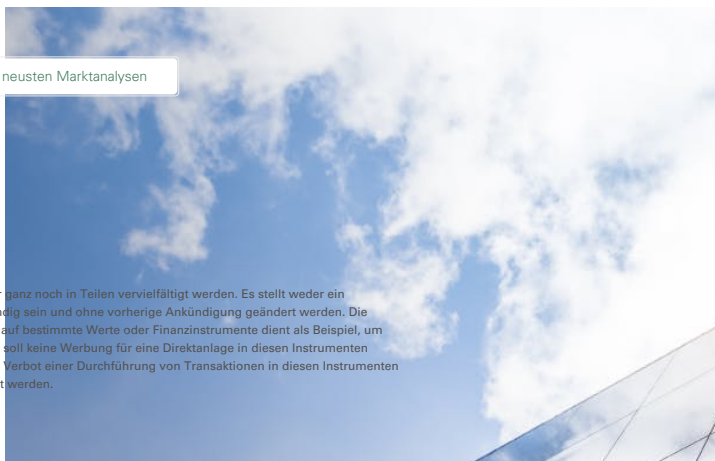 neusten Marktanalysen
ganz noch in Teilen vervielfältigt werden. Es stellt weder ein
sein und ohne vorherige Ankündigung geändert werden. Die
auf bestimmte Werte oder Finanzinstrumente dient als Beispiel, um
soll keine Werbung für eine Direktanlage in diesen Instrumenten
Verbot einer Durchführung von Transaktionen in diesen Instrumenten
werden.